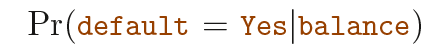 Pr(default = Yes|balance)